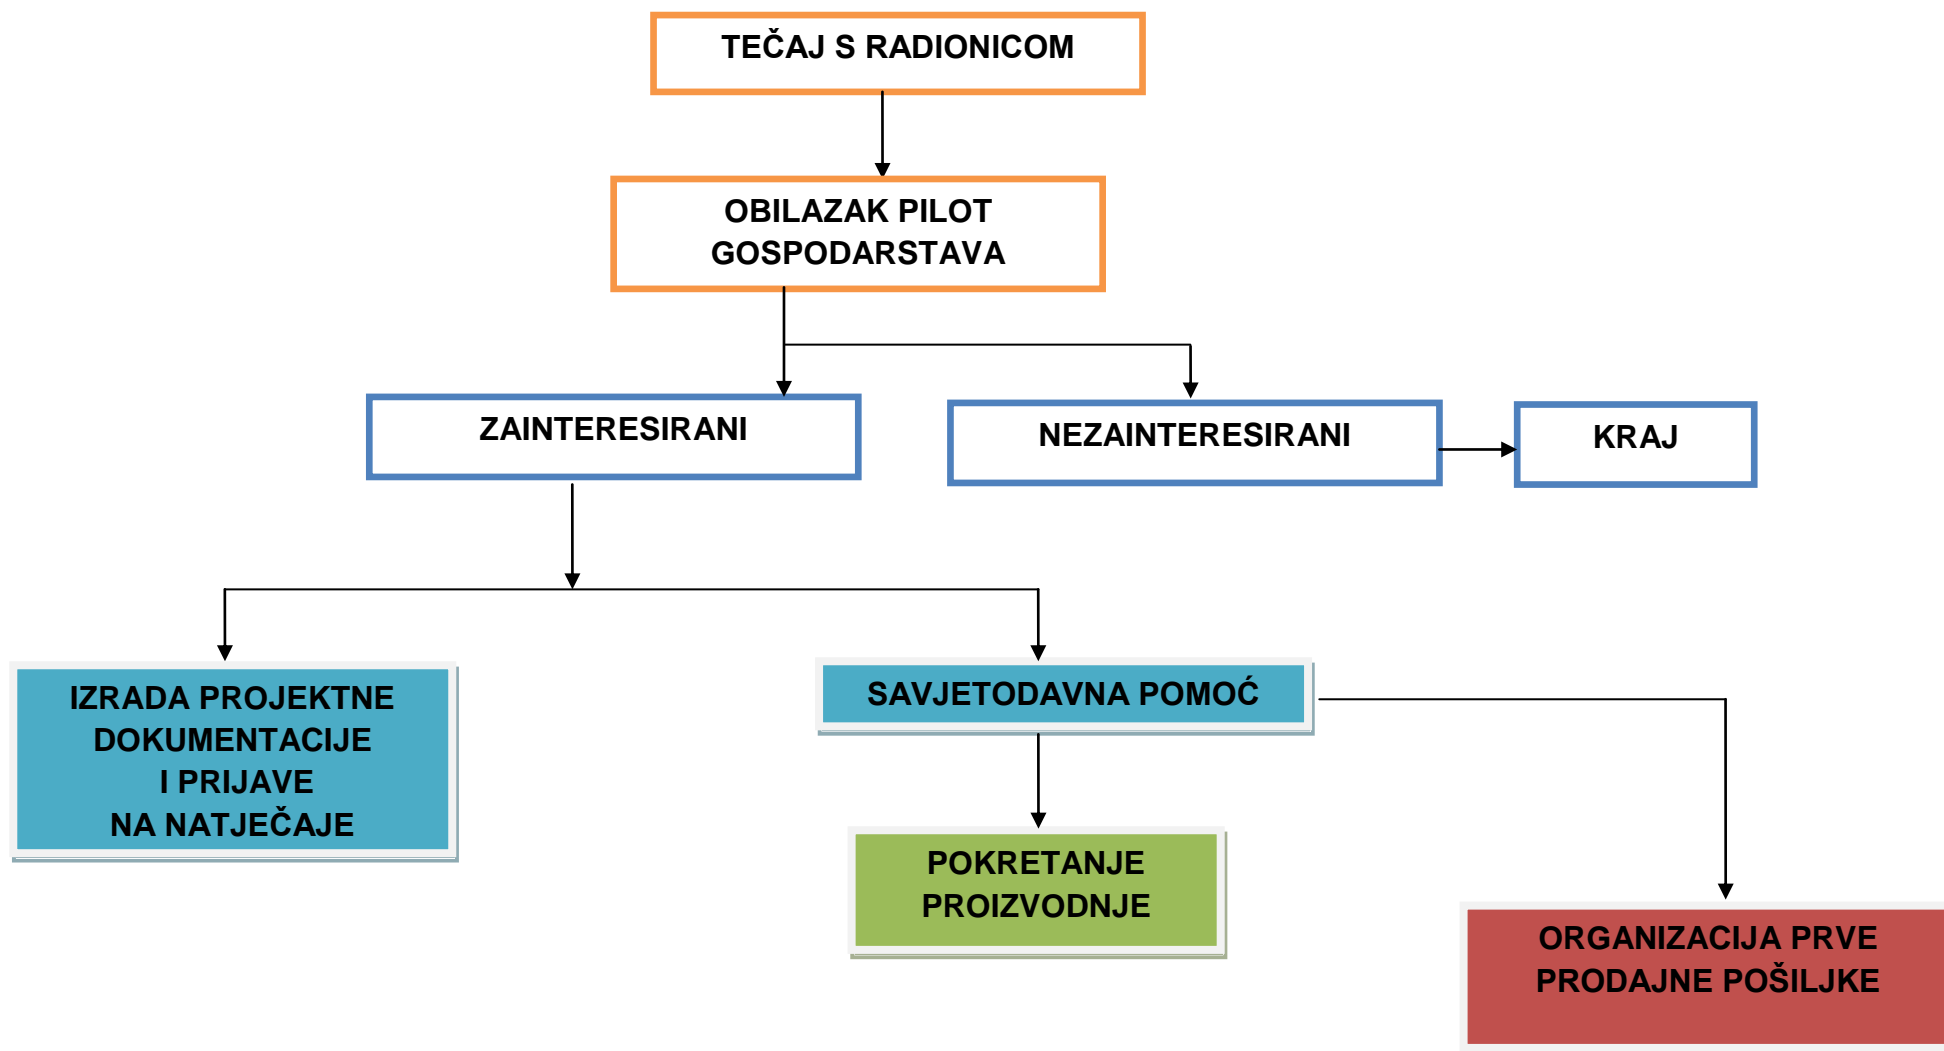 TEČAJ S RADIONICOM
OBILAZAK PILOT
GOSPODARSTAVA
ZAINTERESIRANI
NEZAINTERESIRANI
KRAJ
IZRADA PROJEKTNE
DOKUMENTACIJE
I PRIJAVE
NA NATJEČAJE
SAVJETODAVNA POMOĆ
POKRETANJE
PROIZVODNJE
ORGANIZACIJA PRVE
PRODAJNE POŠILJKE